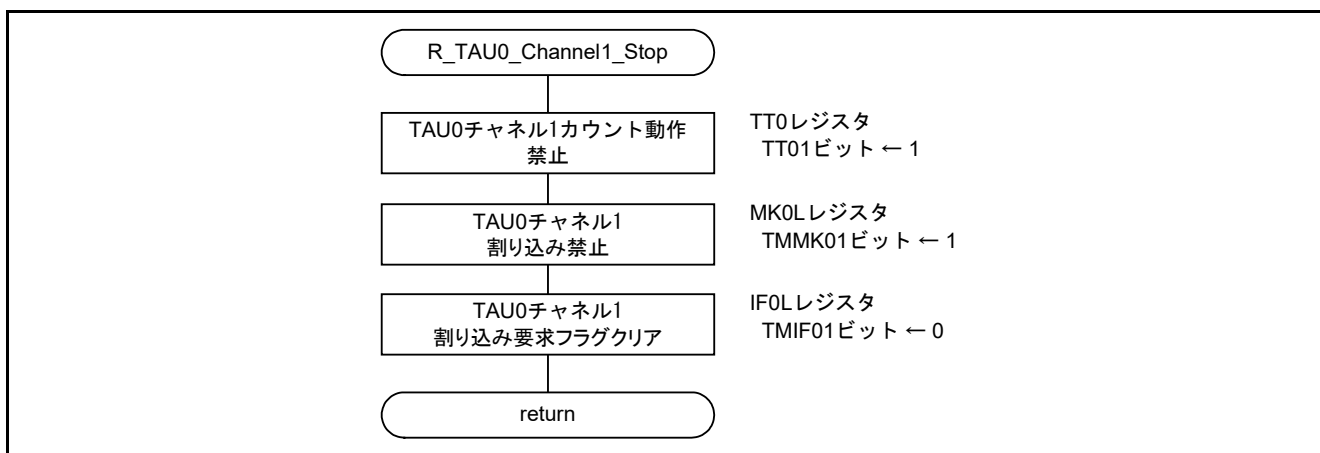 R_TAU0_Channel1_Stop
TAU0チャネル1カウント動作
禁止
TT0レジスタ
TT01ビット ← 1
TAU0チャネル1
割り込み禁止
MK0Lレジスタ
TMMK01ビット ← 1
TAU0チャネル1
割り込み要求フラグクリア
IF0Lレジスタ
TMIF01ビット ← 0
return